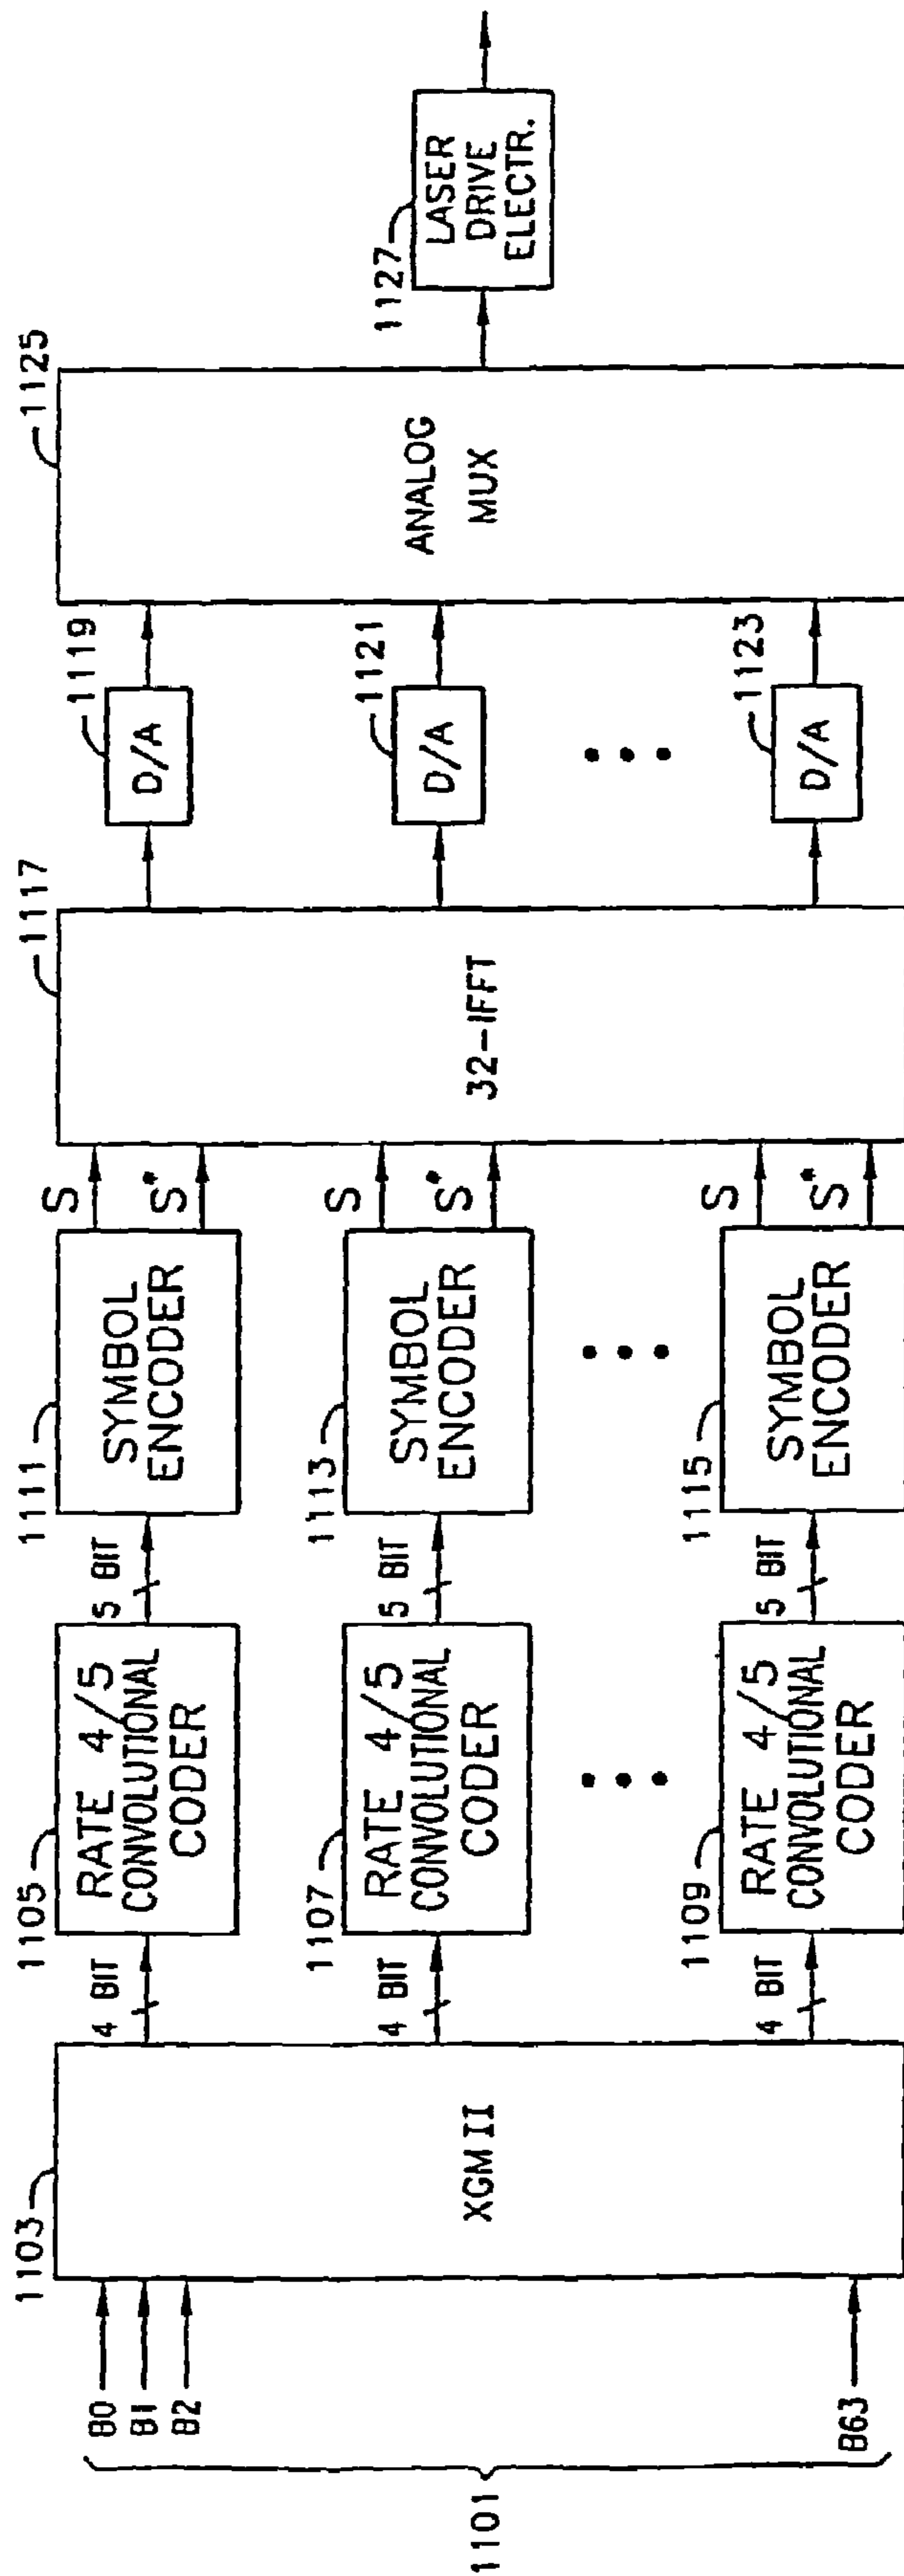 1101
B0
B1
B2
B63
1103
XGM II
4 BIT
4 BIT
4 BIT
1105
RATE 4/5
CONVOLUTIONAL
CODER
1107
RATE 4/5
CONVOLUTIONAL
CODER
1109
RATE 4/5
CONVOLUTIONAL
CODER
5 BIT
5 BIT
5 BIT
1111
SYMBOL
ENCODER
1113
SYMBOL
ENCODER
1115
SYMBOL
ENCODER
S
S*
S
S*
S
S*
1117
32-IFFT
1119
D/A
1121
D/A
1123
D/A
1125
ANALOG
MUX
1127
LASER
DRIVE
ELECTR.